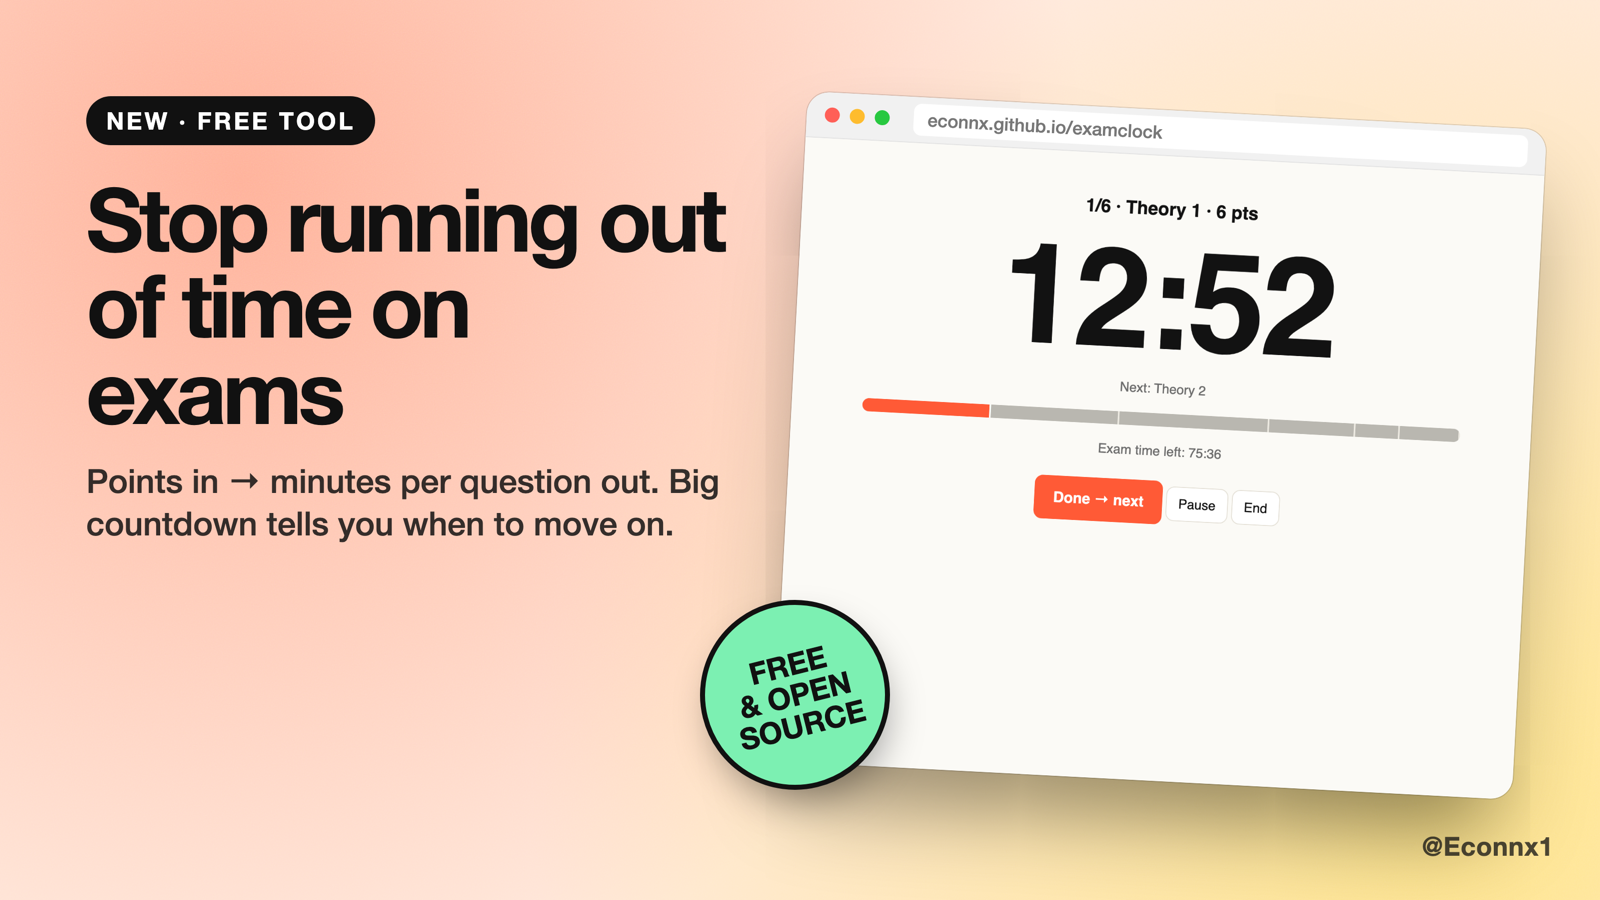 NEW · FREE TOOL
Stop running out
of time on
exams
Points in → minutes per question out. Big
countdown tells you when to move on.
econnx.github.io/examclock
1/6 · Theory 1 · 6 pts
12:52
Next: Theory 2
Exam time left: 75:36
Done → next
Pause
End
FREE
& OPEN
SOURCE
@Econnx1